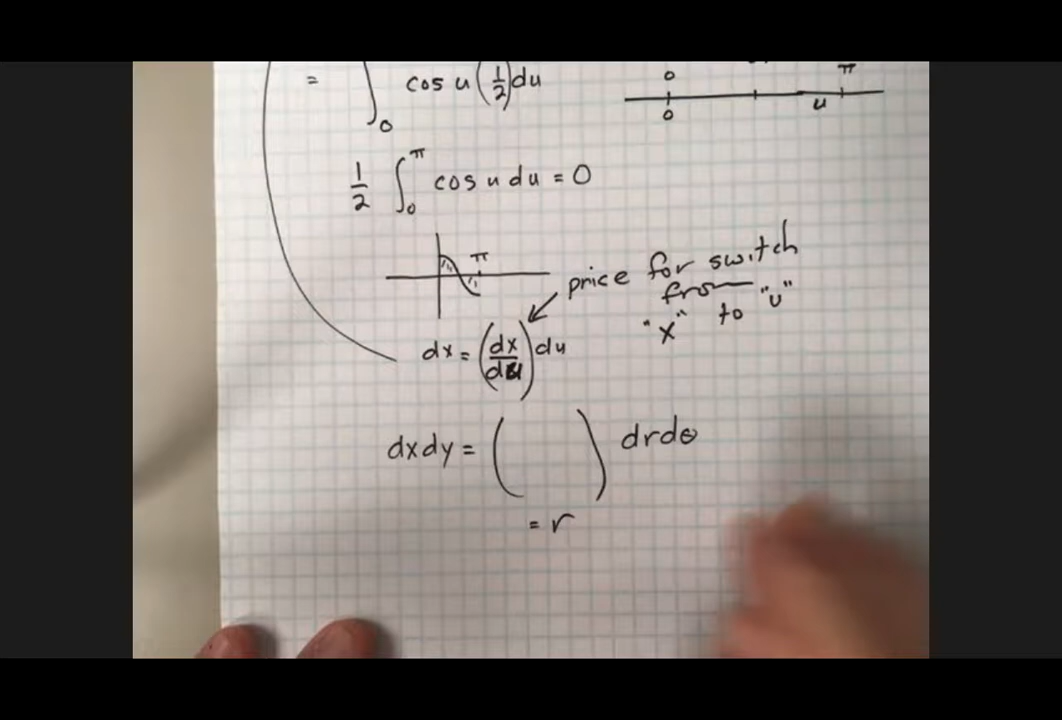 = ∫₀ cos u (1/2) du
0 π
0 u
1/2 ∫₀^π cos u du = 0
π
price for switch
from
"x" to "u"
dx = (dx/du) du
dxdy = ( ) drdθ
= r